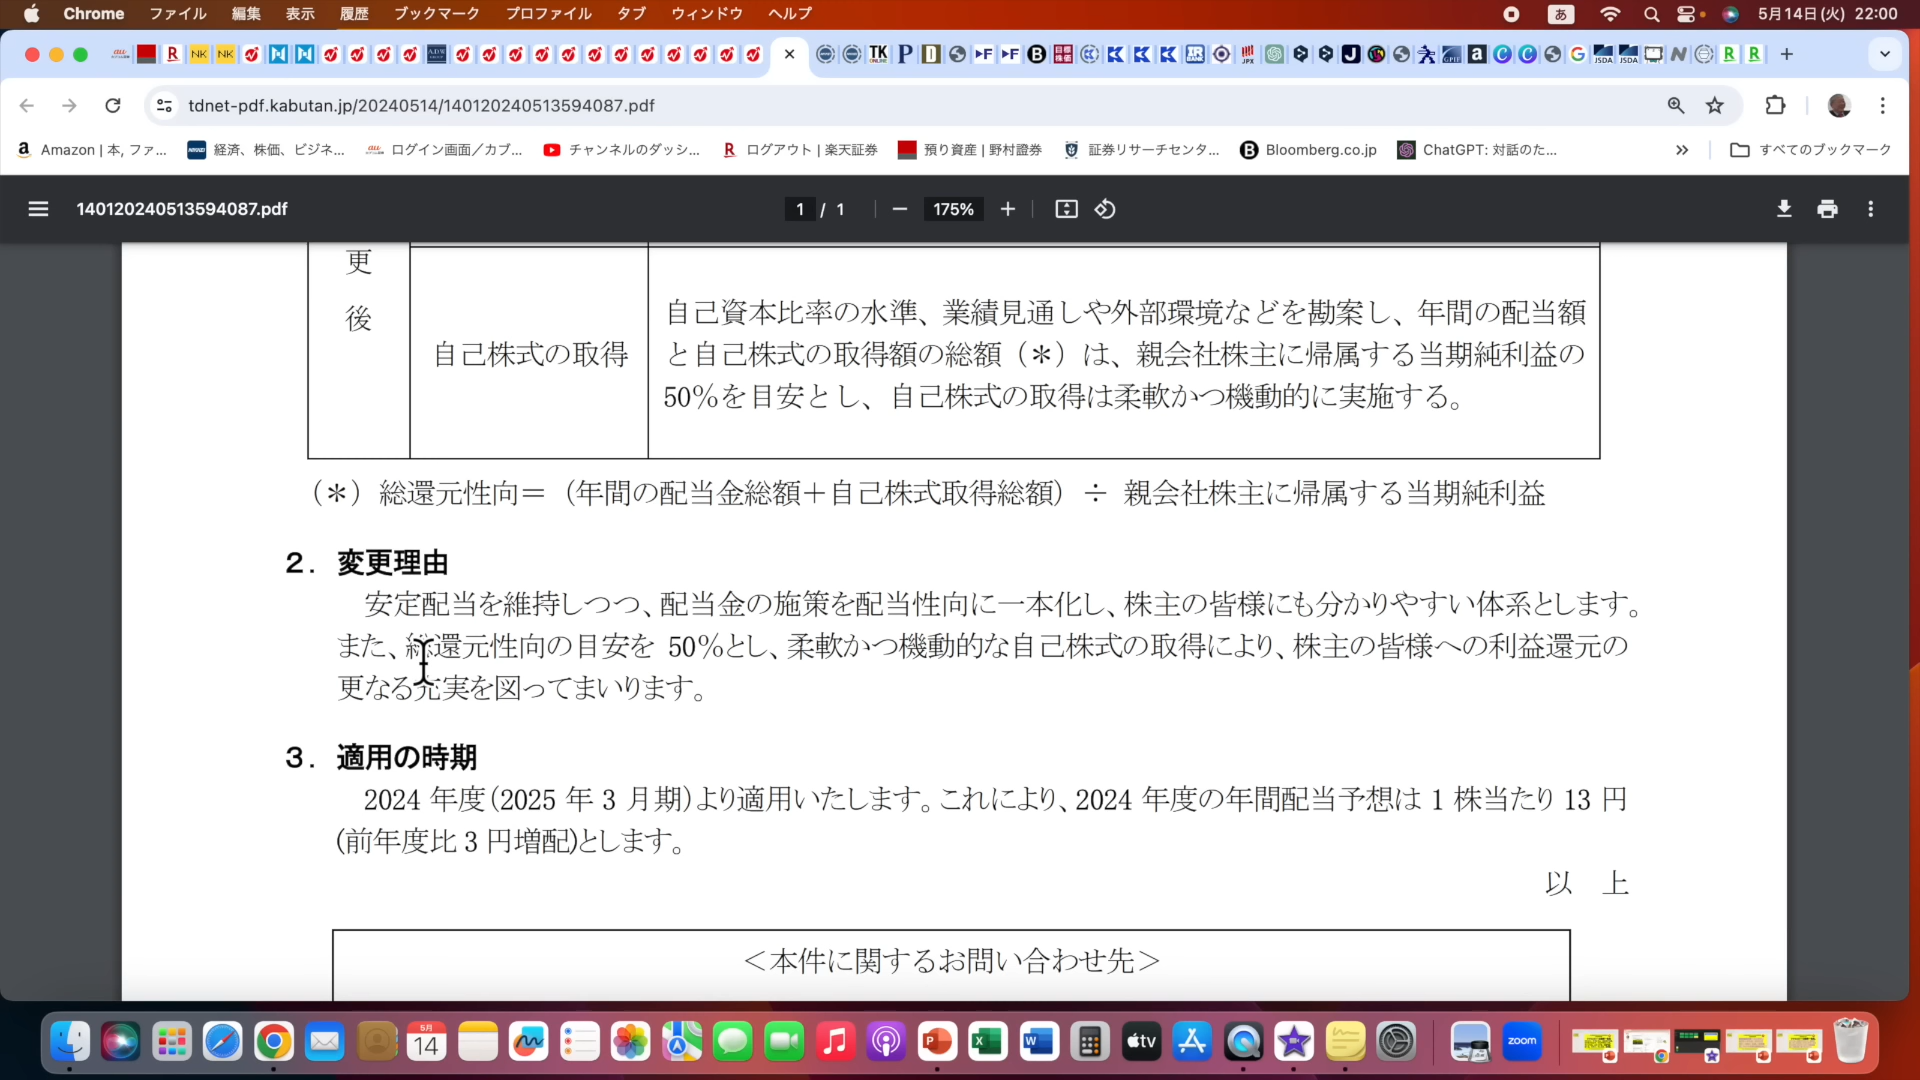 Chrome ファイル 編集 表示 履歴 ブックマーク プロファイル タブ ウィンドウ ヘルプ あ 5月14日(火) 22:00
tdnet-pdf.kabutan.jp/20240514/140120240513594087.pdf
Amazon | 本, ファ... 経済、株価、ビジネ... ログイン画面／カブ... チャンネルのダッシ... ログアウト | 楽天証券 預り資産 | 野村證券 証券リサーチセンタ... Bloomberg.co.jp ChatGPT: 対話のた... すべてのブックマーク
140120240513594087.pdf 1 / 1 175%
更
後
自己株式の取得
自己資本比率の水準、業績見通しや外部環境などを勘案し、年間の配当額
と自己株式の取得額の総額（＊）は、親会社株主に帰属する当期純利益の
50％を目安とし、自己株式の取得は柔軟かつ機動的に実施する。
（＊）総還元性向＝（年間の配当金総額＋自己株式取得総額）÷ 親会社株主に帰属する当期純利益
２．変更理由
安定配当を維持しつつ、配当金の施策を配当性向に一本化し、株主の皆様にも分かりやすい体系とします。
また、総還元性向の目安を 50％とし、柔軟かつ機動的な自己株式の取得により、株主の皆様への利益還元の
更なる充実を図ってまいります。
３．適用の時期
2024 年度（2025 年 3 月期）より適用いたします。これにより、2024 年度の年間配当予想は 1 株当たり 13 円
(前年度比 3 円増配)とします。
以 上
＜本件に関するお問い合わせ先＞
5月
14
tv
zoom